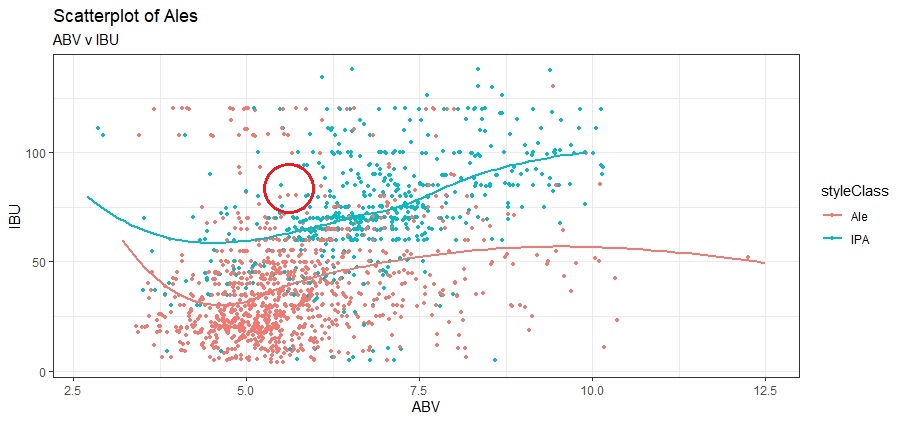 Scatterplot of Ales
ABV v IBU
100
50
0
IBU
2.5 5.0 7.5 10.0 12.5
ABV
styleClass
Ale
IPA